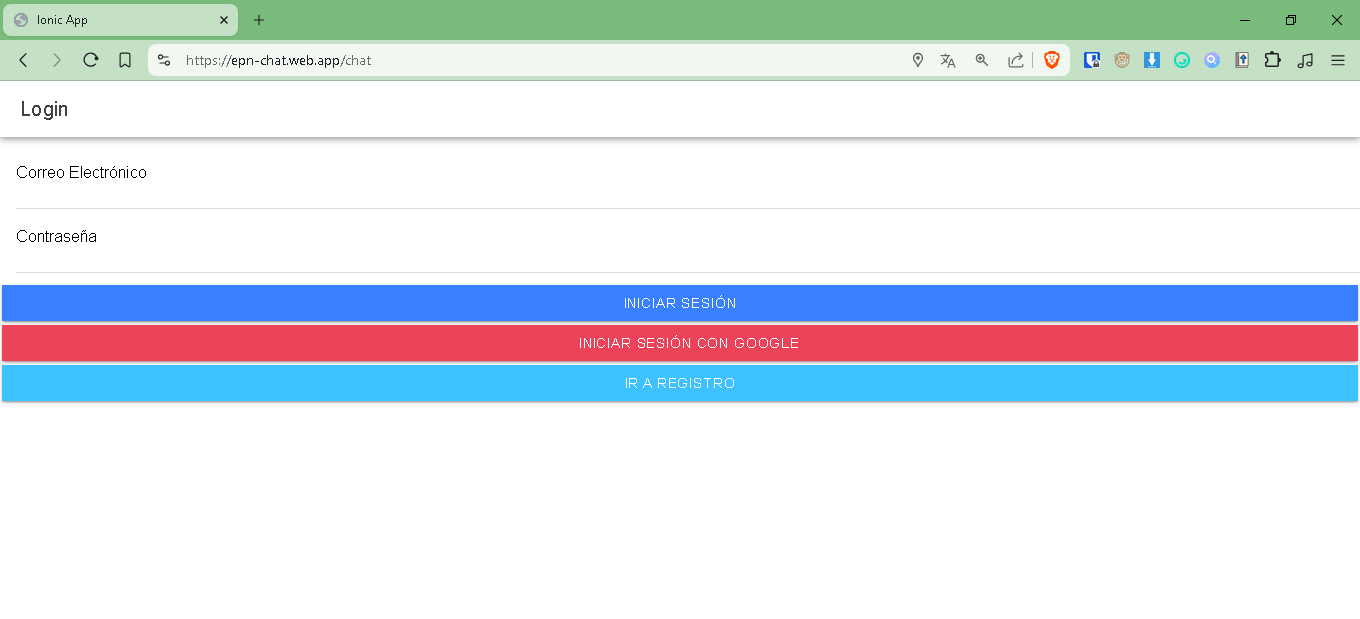 Ionic App
https://epn-chat.web.app/chat
Login
Correo Electrónico
Contraseña
INICIAR SESIÓN
INICIAR SESIÓN CON GOOGLE
IR A REGISTRO